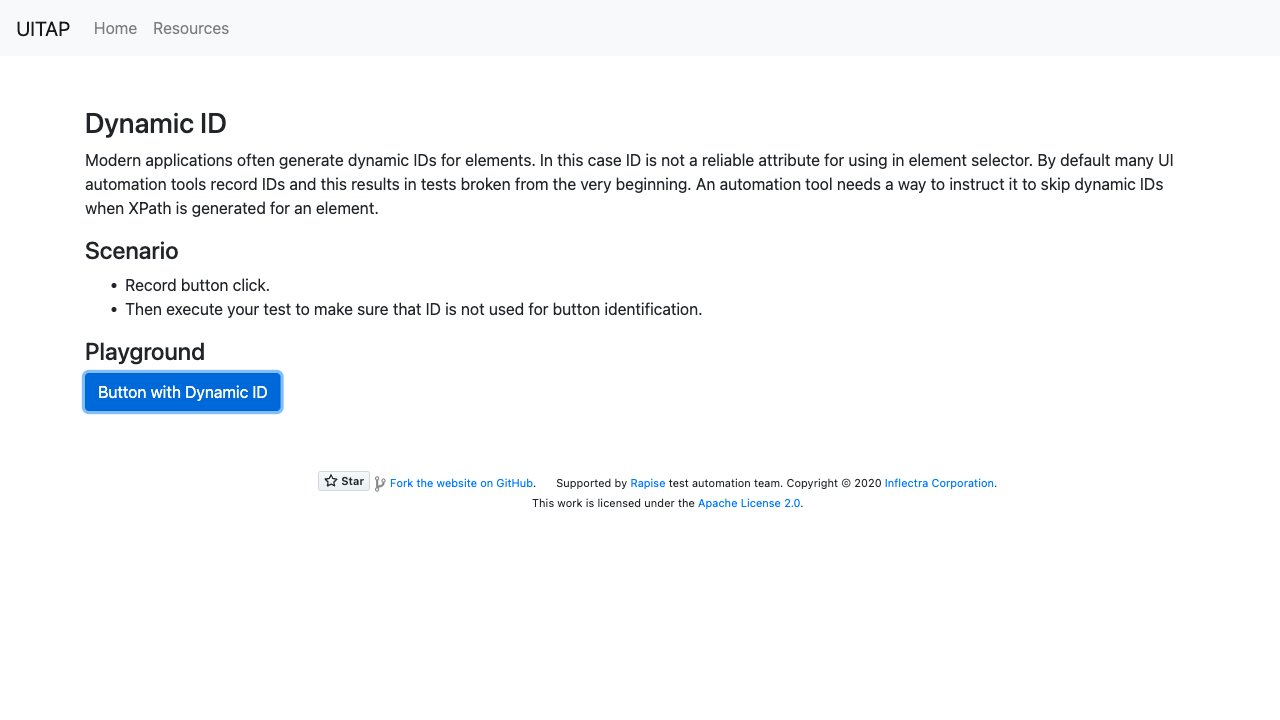 UITAP Home Resources
Dynamic ID
Modern applications often generate dynamic IDs for elements. In this case ID is not a reliable attribute for using in element selector. By default many UI
automation tools record IDs and this results in tests broken from the very beginning. An automation tool needs a way to instruct it to skip dynamic IDs
when XPath is generated for an element.
Scenario
• Record button click.
• Then execute your test to make sure that ID is not used for button identification.
Playground
Button with Dynamic ID
Star Fork the website on GitHub. Supported by Rapise test automation team. Copyright © 2020 Inflectra Corporation.
This work is licensed under the Apache License 2.0.